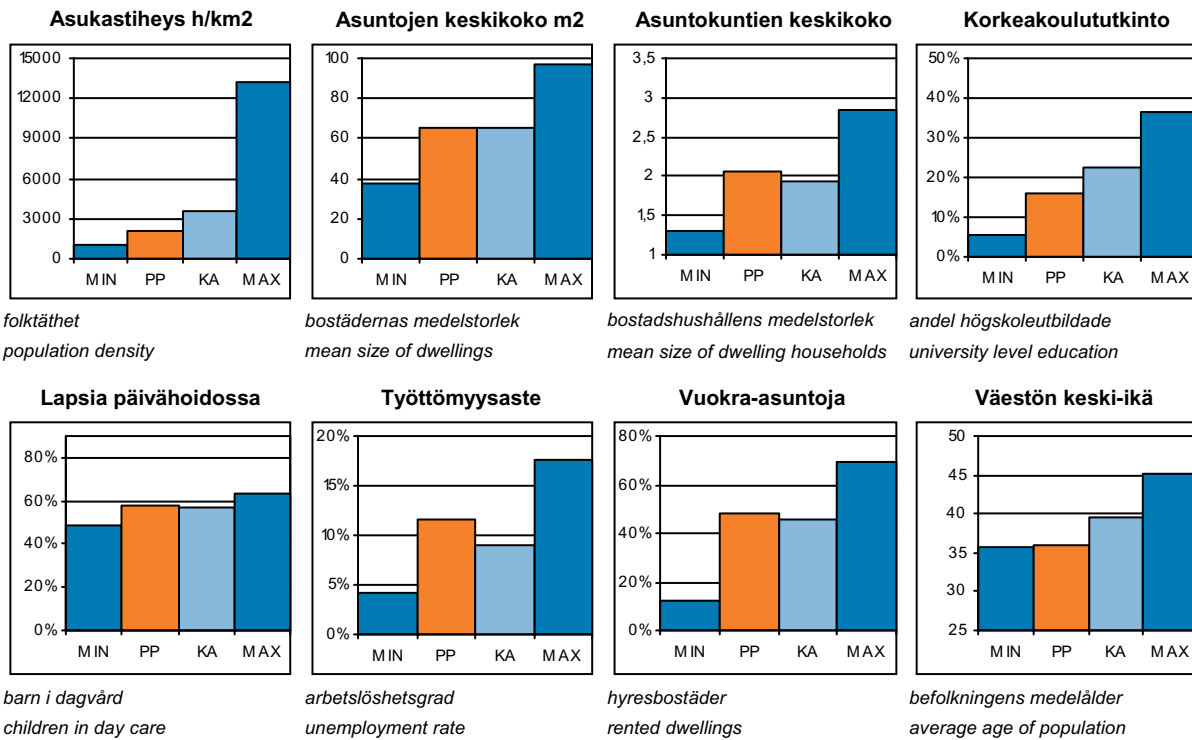 Asukastiheys h/km2
15000
12000
9000
6000
3000
0
MIN PP KA MAX
folktäthet
population density
Asuntojen keskikoko m2
100
80
60
40
20
0
MIN PP KA MAX
bostädernas medelstorlek
mean size of dwellings
Asuntokuntien keskikoko
3,5
3
2,5
2
1,5
1
MIN PP KA MAX
bostadshushållens medelstorlek
mean size of dwelling households
Korkeakoulututkinto
50%
40%
30%
20%
10%
0%
MIN PP KA MAX
andel högskoleutbildade
university level education
Lapsia päivähoidossa
80%
60%
40%
20%
0%
MIN PP KA MAX
barn i dagvård
children in day care
Työttömyysaste
20%
15%
10%
5%
0%
MIN PP KA MAX
arbetslöshetsgrad
unemployment rate
Vuokra-asuntoja
80%
60%
40%
20%
0%
MIN PP KA MAX
hyresbostäder
rented dwellings
Väestön keski-ikä
50
45
40
35
30
25
MIN PP KA MAX
befolkningens medelålder
average age of population